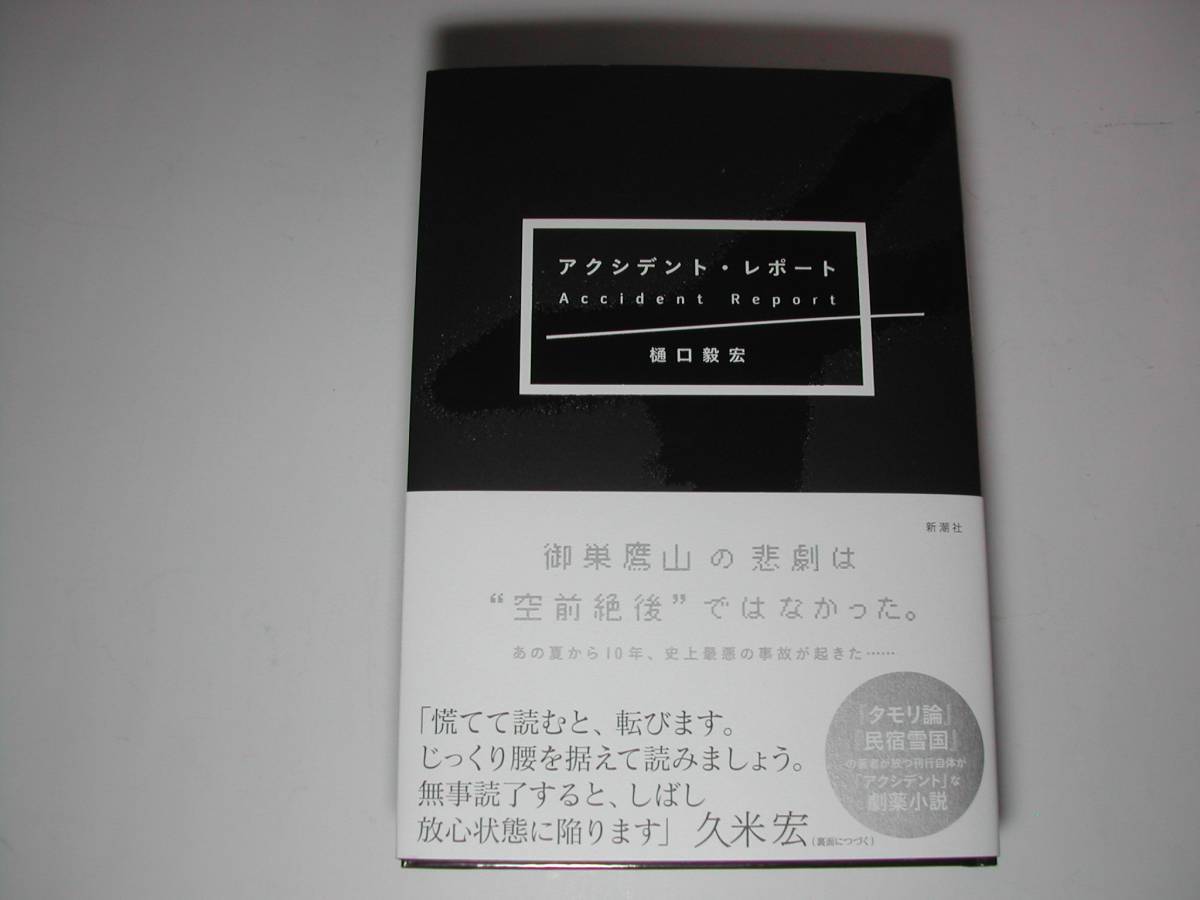 アクシデント・レポート
Accident Report
樋口毅宏
新潮社
御巣鷹山の悲劇は
“空前絶後”ではなかった。
あの夏から10年、史上最悪の事故が起きた……
「慌てて読むと、転びます。
じっくり腰を据えて読みましょう。
無事読了すると、しばし
放心状態に陥ります」 久米宏 (裏面につづく)
『タモリ論』
『民宿雪国』
の著者が放つ刊行自体が
「アクシデント」な
劇薬小説